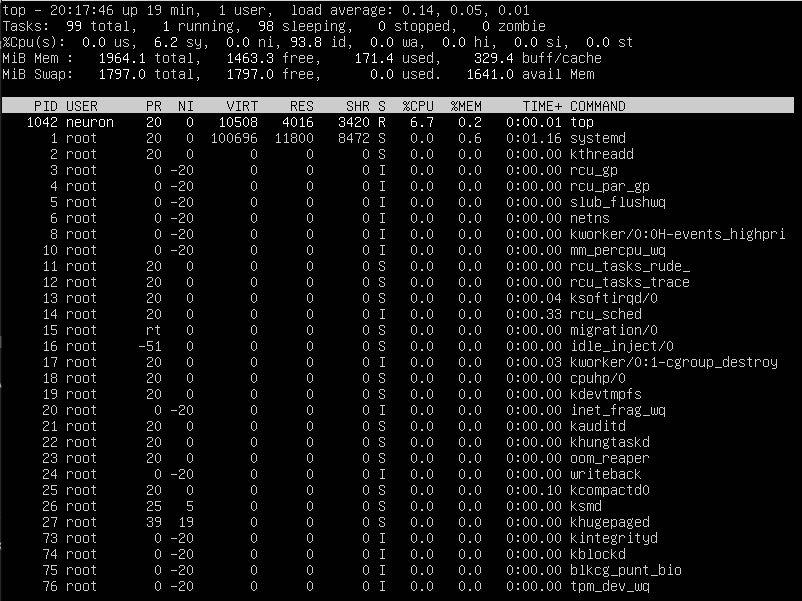 top - 20:17:46 up 19 min,  1 user,  load average: 0.14, 0.05, 0.01
Tasks:  99 total,   1 running,  98 sleeping,   0 stopped,   0 zombie
%Cpu(s):  0.0 us,  6.2 sy,  0.0 ni, 93.8 id,  0.0 wa,  0.0 hi,  0.0 si,  0.0 st
MiB Mem :   1964.1 total,   1463.3 free,    171.4 used,    329.4 buff/cache
MiB Swap:   1797.0 total,   1797.0 free,      0.0 used.   1641.0 avail Mem
PID USER      PR  NI    VIRT    RES    SHR S  %CPU  %MEM     TIME+ COMMAND
1042 neuron    20   0   10508   4016   3420 R   6.7   0.2   0:00.01 top
1 root      20   0  100696  11800   8472 S   0.0   0.6   0:01.16 systemd
2 root      20   0       0      0      0 S   0.0   0.0   0:00.00 kthreadd
3 root       0 -20       0      0      0 I   0.0   0.0   0:00.00 rcu_gp
4 root       0 -20       0      0      0 I   0.0   0.0   0:00.00 rcu_par_gp
5 root       0 -20       0      0      0 I   0.0   0.0   0:00.00 slub_flushwq
6 root       0 -20       0      0      0 I   0.0   0.0   0:00.00 netns
8 root       0 -20       0      0      0 I   0.0   0.0   0:00.00 kworker/0:0H-events_highpri
10 root       0 -20       0      0      0 I   0.0   0.0   0:00.00 mm_percpu_wq
11 root      20   0       0      0      0 S   0.0   0.0   0:00.00 rcu_tasks_rude_
12 root      20   0       0      0      0 S   0.0   0.0   0:00.00 rcu_tasks_trace
13 root      20   0       0      0      0 S   0.0   0.0   0:00.04 ksoftirqd/0
14 root      20   0       0      0      0 I   0.0   0.0   0:00.33 rcu_sched
15 root      rt   0       0      0      0 S   0.0   0.0   0:00.00 migration/0
16 root     -51   0       0      0      0 S   0.0   0.0   0:00.00 idle_inject/0
17 root      20   0       0      0      0 I   0.0   0.0   0:00.03 kworker/0:1-cgroup_destroy
18 root      20   0       0      0      0 S   0.0   0.0   0:00.00 cpuhp/0
19 root      20   0       0      0      0 S   0.0   0.0   0:00.00 kdevtmpfs
20 root       0 -20       0      0      0 I   0.0   0.0   0:00.00 inet_frag_wq
21 root      20   0       0      0      0 S   0.0   0.0   0:00.00 kauditd
22 root      20   0       0      0      0 S   0.0   0.0   0:00.00 khungtaskd
23 root      20   0       0      0      0 S   0.0   0.0   0:00.00 oom_reaper
24 root       0 -20       0      0      0 I   0.0   0.0   0:00.00 writeback
25 root      20   0       0      0      0 S   0.0   0.0   0:00.10 kcompactd0
26 root      25   5       0      0      0 S   0.0   0.0   0:00.00 ksmd
27 root      39  19       0      0      0 S   0.0   0.0   0:00.00 khugepaged
73 root       0 -20       0      0      0 I   0.0   0.0   0:00.00 kintegrityd
74 root       0 -20       0      0      0 I   0.0   0.0   0:00.00 kblockd
75 root       0 -20       0      0      0 I   0.0   0.0   0:00.00 blkcg_punt_bio
76 root       0 -20       0      0      0 I   0.0   0.0   0:00.00 tpm_dev_wq